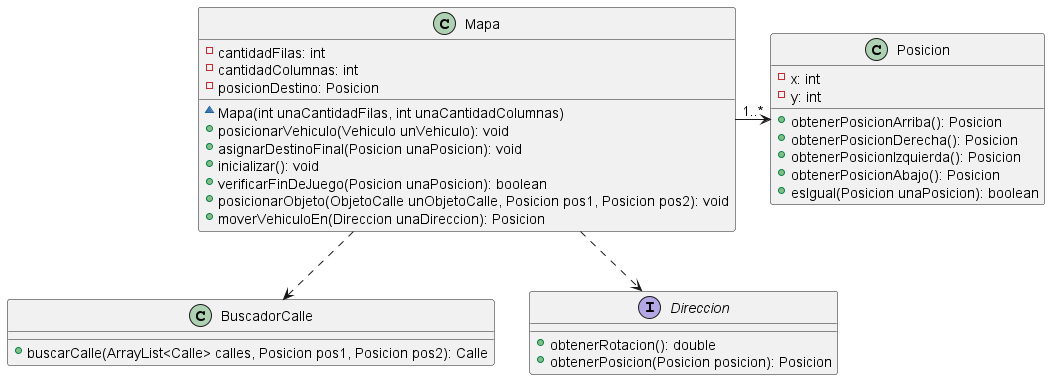 Mapa
cantidadFilas: int
cantidadColumnas: int
posicionDestino: Posicion
Mapa(int unaCantidadFilas, int unaCantidadColumnas)
posicionarVehiculo(Vehiculo unVehiculo): void
asignarDestinoFinal(Posicion unaPosicion): void
inicializar(): void
verificarFinDeJuego(Posicion unaPosicion): boolean
posicionarObjeto(ObjetoCalle unObjetoCalle, Posicion pos1, Posicion pos2): void
moverVehiculoEn(Direccion unaDireccion): Posicion
1..*
Posicion
x: int
y: int
obtenerPosicionArriba(): Posicion
obtenerPosicionDerecha(): Posicion
obtenerPosicionIzquierda(): Posicion
obtenerPosicionAbajo(): Posicion
esIgual(Posicion unaPosicion): boolean
BuscadorCalle
buscarCalle(ArrayList<Calle> calles, Posicion pos1, Posicion pos2): Calle
Direccion
obtenerRotacion(): double
obtenerPosicion(Posicion posicion): Posicion